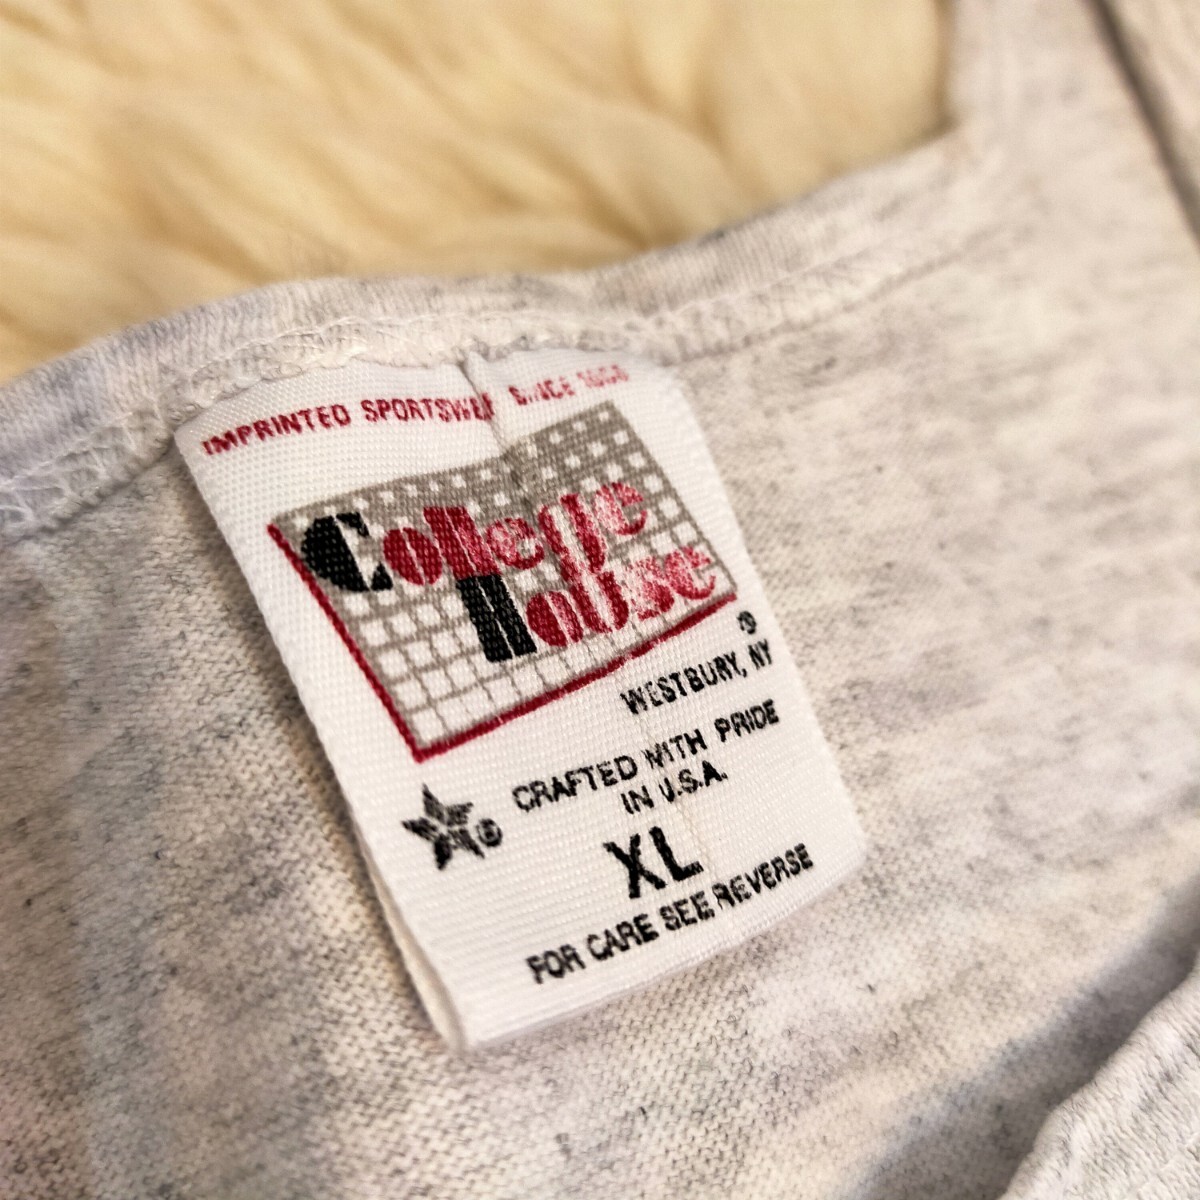 IMPRINTED SPORTSWEAR SINCE
College
House
®
WESTBURY, NY
CRAFTED WITH PRIDE
IN U.S.A.
®
XL
FOR CARE SEE REVERSE